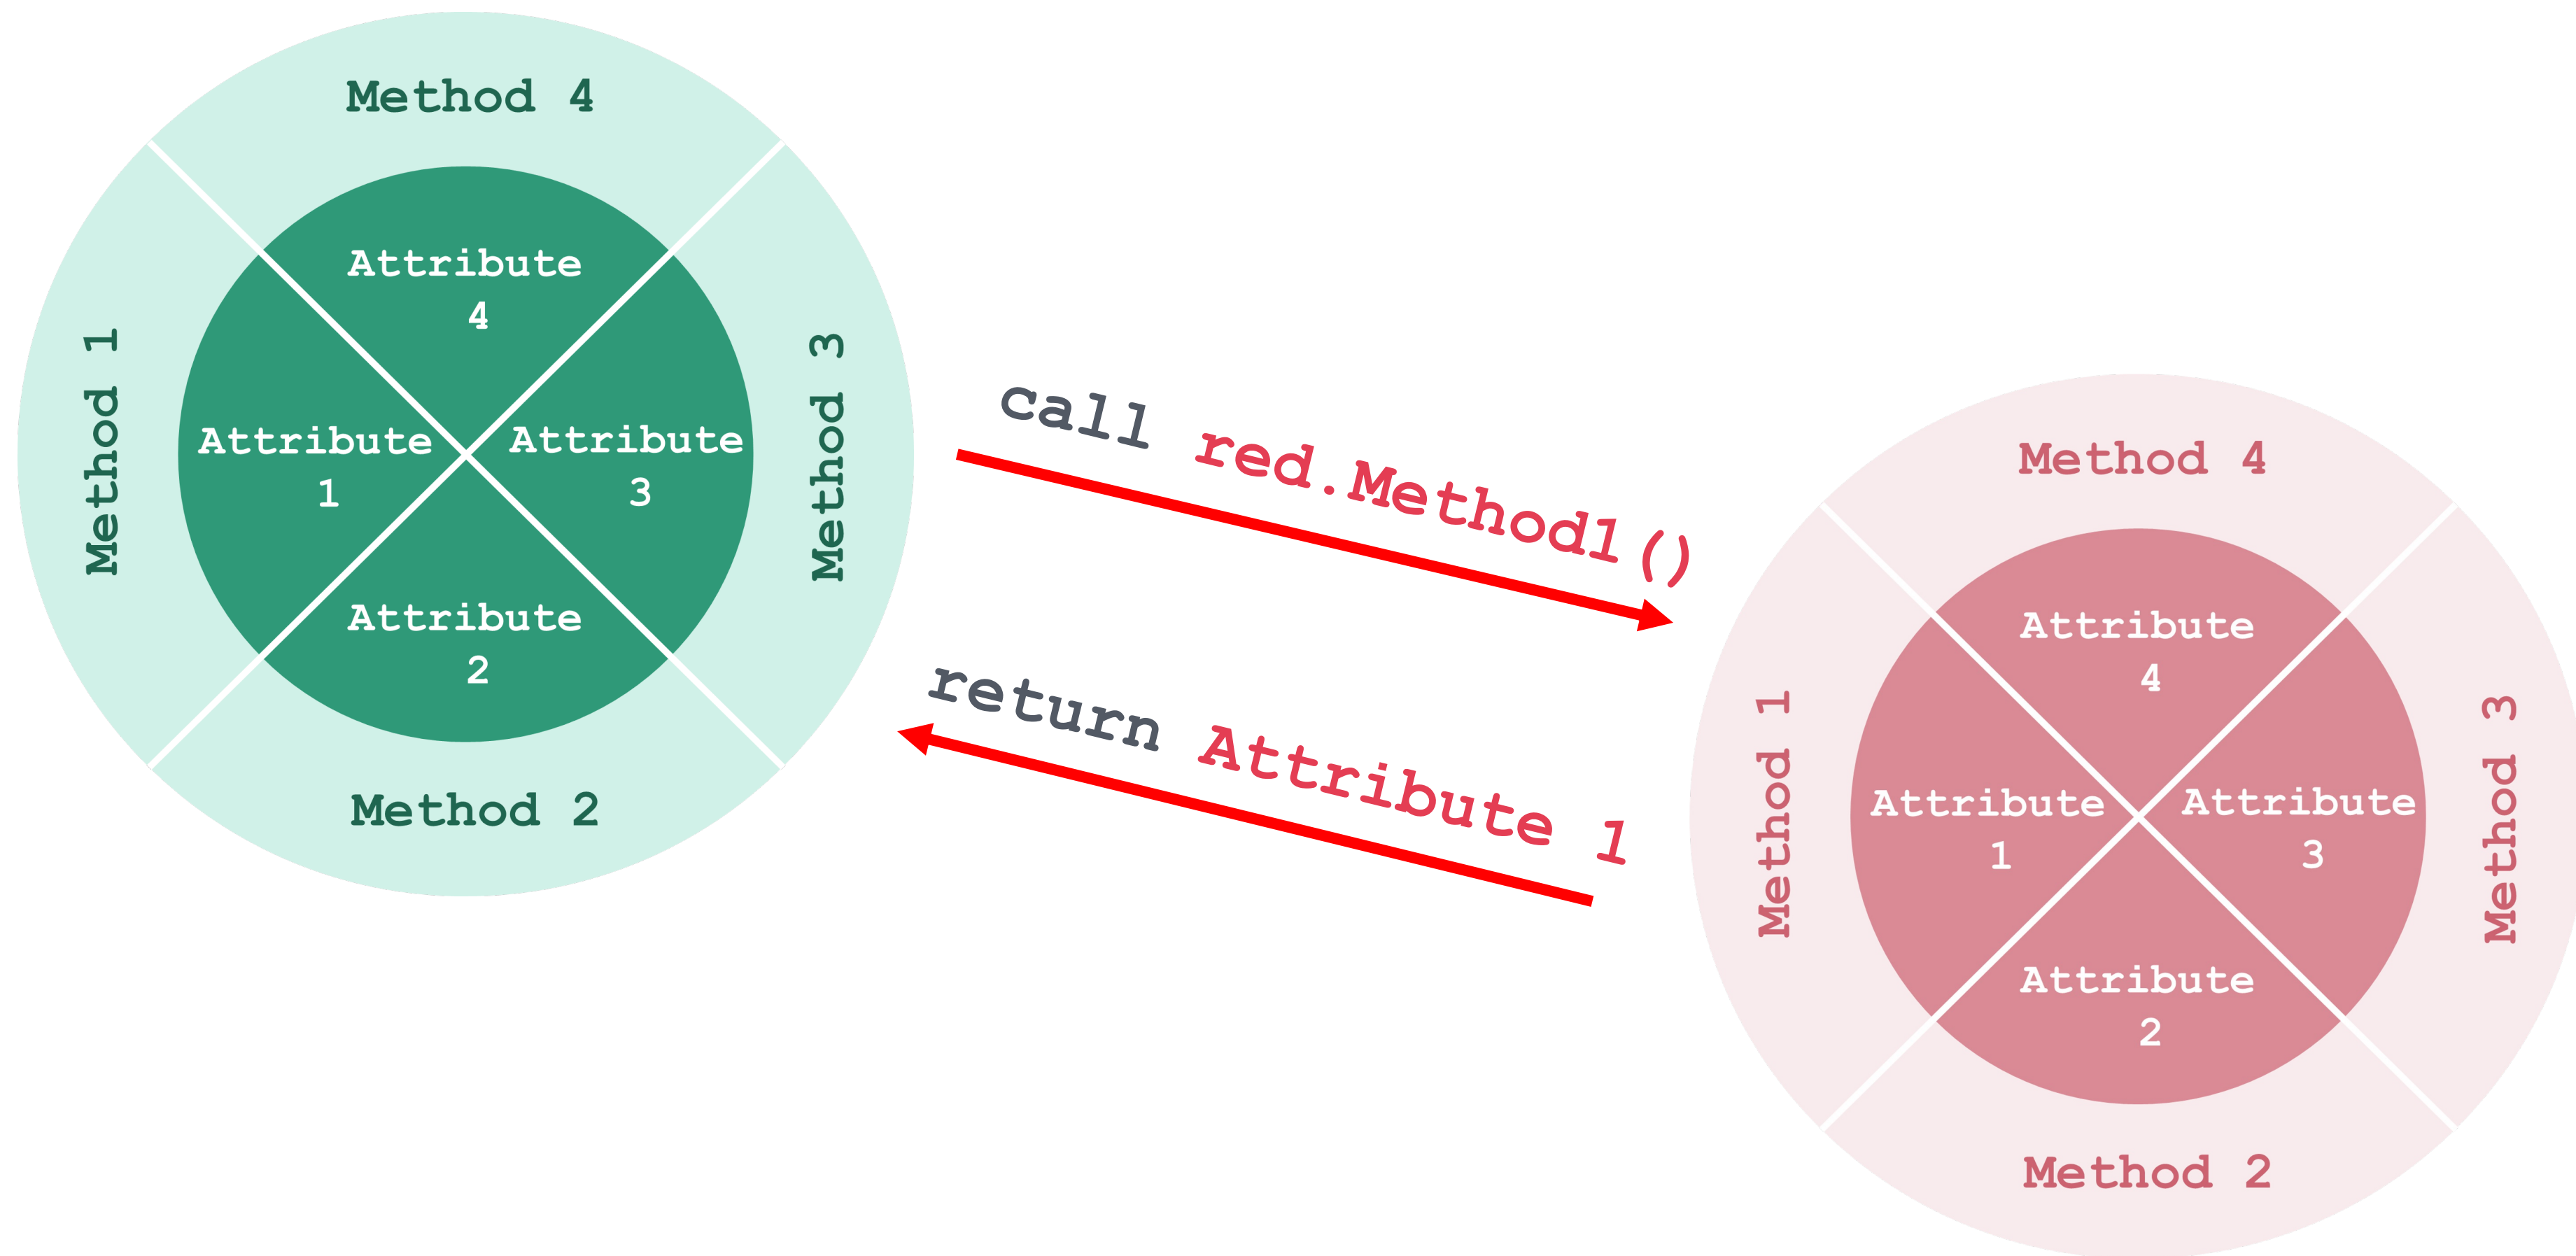 Method 4
Attribute
4
Method 1
Attribute
1
Attribute
3
Method 3
Attribute
2
Method 2
call red.Method1()
return Attribute 1
Method 4
Attribute
4
Method 1
Attribute
1
Attribute
3
Method 3
Attribute
2
Method 2